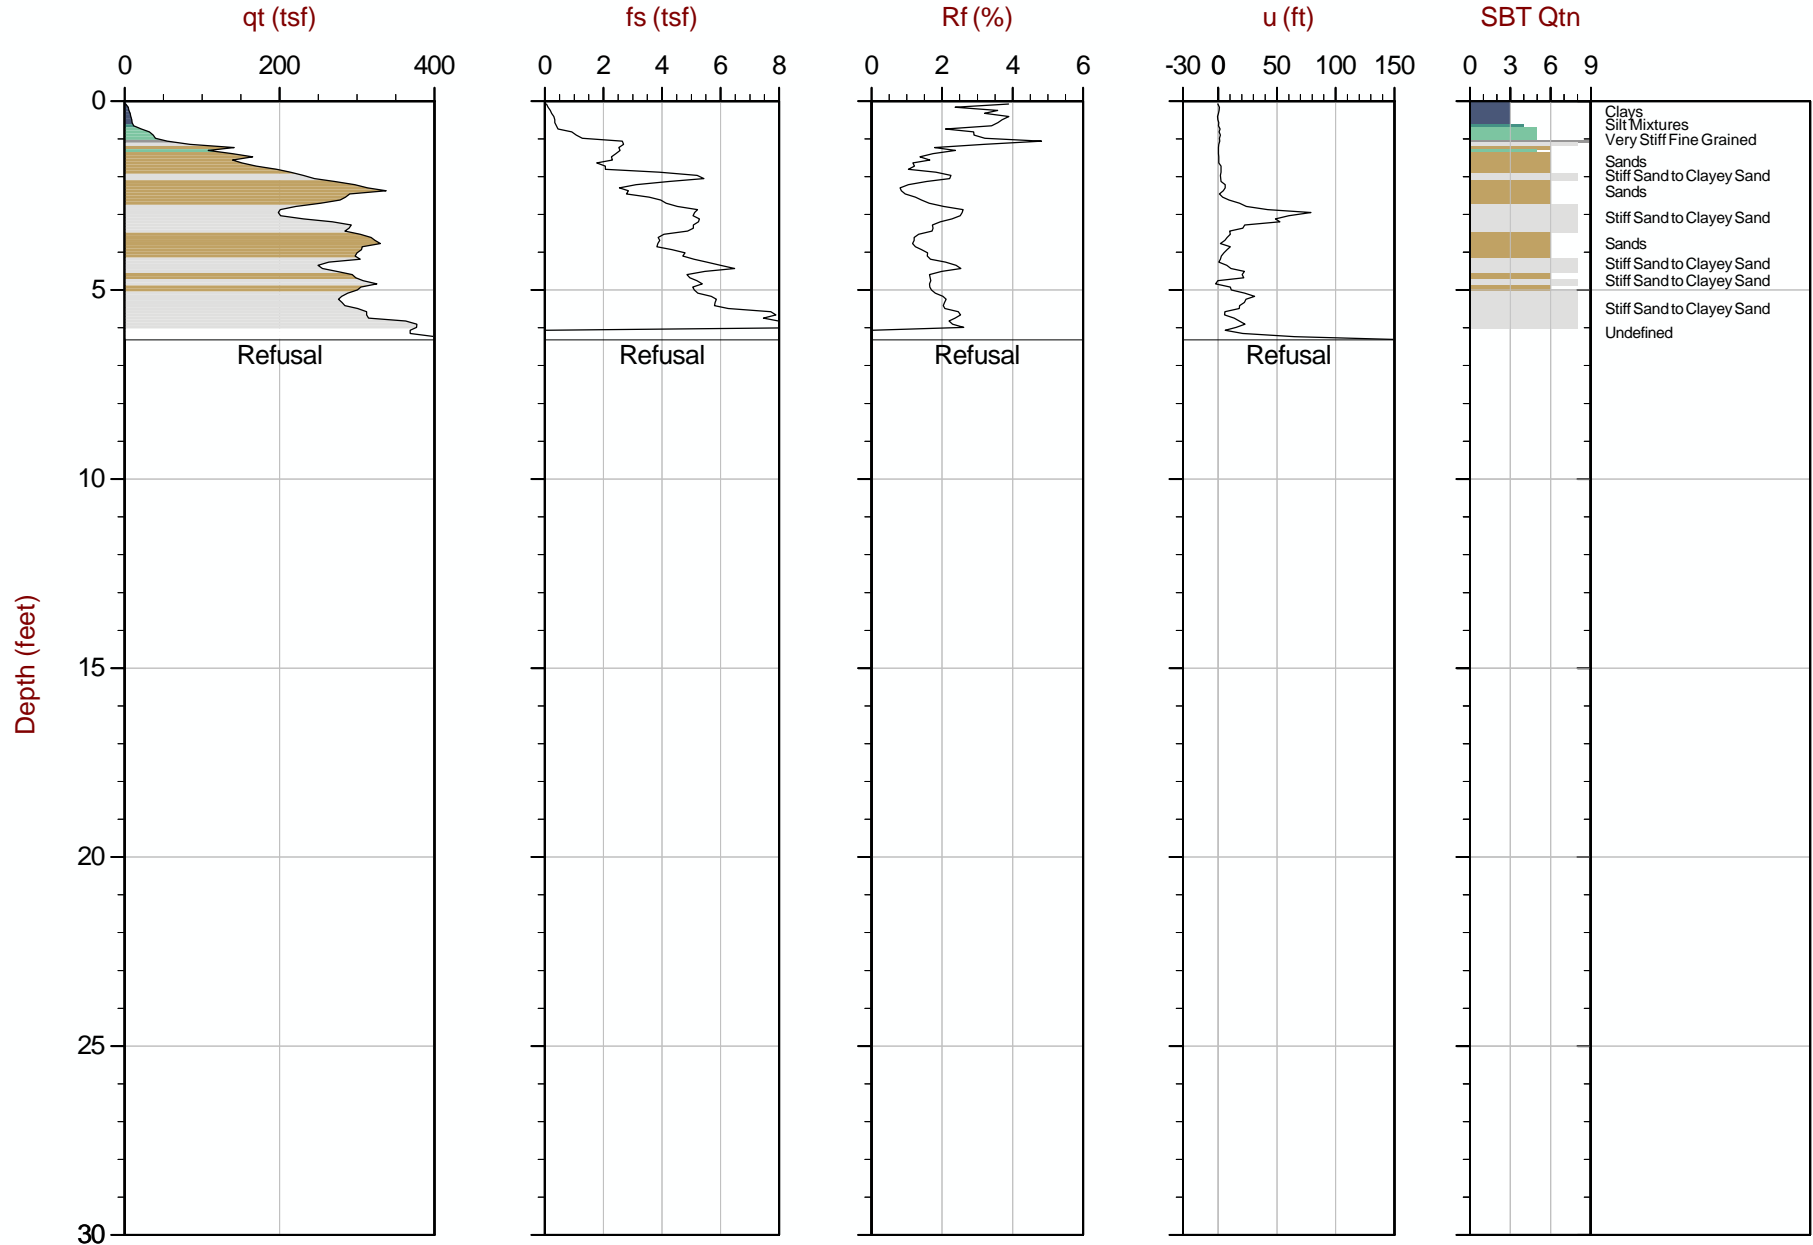 qt (tsf) fs (tsf) Rf (%) u (ft) SBT Qtn
0 200 400 0 2 4 6 8 0 2 4 6 -30 0 50 100 150 0 3 6 9
0
Clays
Silt Mixtures
Very Stiff Fine Grained
Sands
Stiff Sand to Clayey Sand
Sands
Stiff Sand to Clayey Sand
Sands
Stiff Sand to Clayey Sand
Stiff Sand to Clayey Sand
5
Stiff Sand to Clayey Sand
Undefined
Refusal Refusal Refusal Refusal
10
15
Depth (feet)
20
25
30